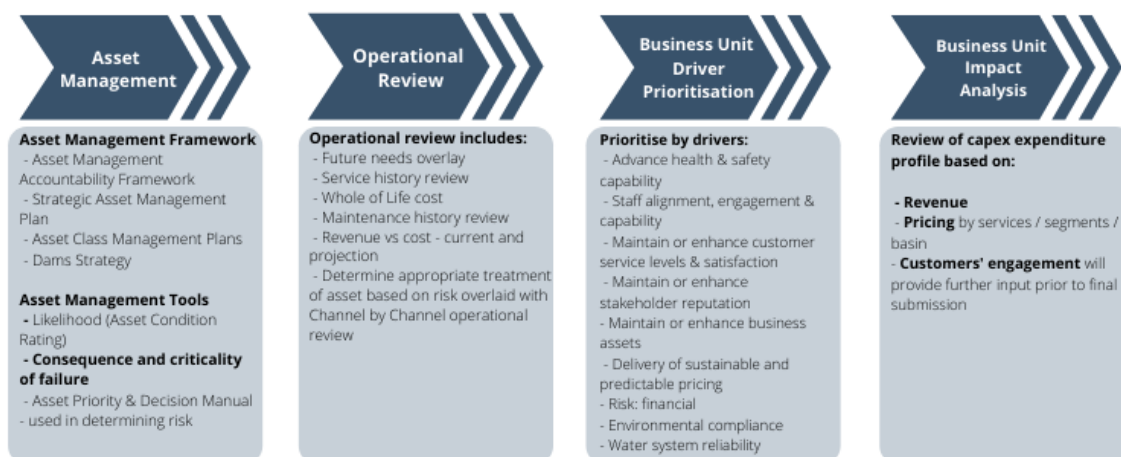 Asset
Management
Asset Management Framework
- Asset Management
Accountability Framework
- Strategic Asset Management
Plan
- Asset Class Management Plans
- Dams Strategy
Asset Management Tools
- Likelihood (Asset Condition
Rating)
- Consequence and criticality
of failure
- Asset Priority & Decision Manual
- used in determining risk
Operational
Review
Operational review includes:
- Future needs overlay
- Service history review
- Whole of Life cost
- Maintenance history review
- Revenue vs cost - current and
projection
- Determine appropriate treatment
of asset based on risk overlaid with
Channel by Channel operational
review
Business Unit
Driver
Prioritisation
Prioritise by drivers:
- Advance health & safety
capability
- Staff alignment, engagement &
capability
- Maintain or enhance customer
service levels & satisfaction
- Maintain or enhance
stakeholder reputation
- Maintain or enhance business
assets
- Delivery of sustainable and
predictable pricing
- Risk: financial
- Environmental compliance
- Water system reliability
Business Unit
Impact
Analysis
Review of capex expenditure
profile based on:
- Revenue
- Pricing by services / segments /
basin
- Customers' engagement will
provide further input prior to final
submission